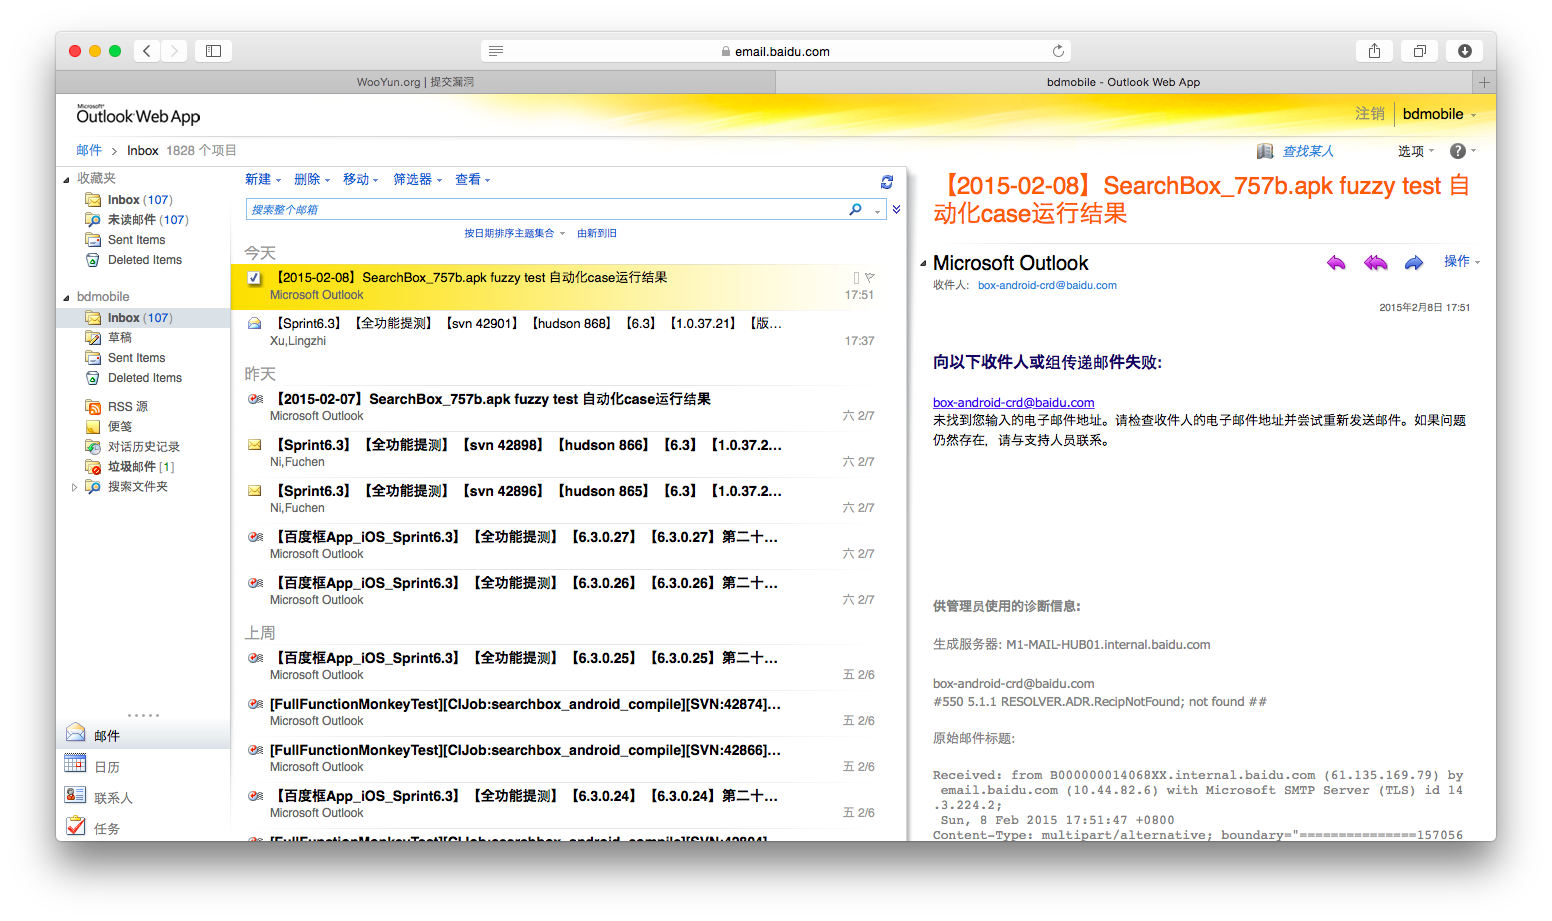 email.baidu.com
WooYun.org | 提交漏洞
bdmobile - Outlook Web App
Microsoft®
Outlook Web App
注销
bdmobile
邮件 > Inbox 1828 个项目
查找某人
选项
收藏夹
Inbox (107)
未读邮件 (107)
Sent Items
Deleted Items
bdmobile
Inbox (107)
草稿
Sent Items
Deleted Items
RSS 源
便笺
对话历史记录
垃圾邮件 [1]
搜索文件夹
邮件
日历
联系人
任务
新建 删除 移动 筛选器 查看
搜索整个邮箱
按日期排序主题集合 由新到旧
今天
【2015-02-08】SearchBox_757b.apk fuzzy test 自动化case运行结果
Microsoft Outlook 17:51
【Sprint6.3】【全功能提测】【svn 42901】【hudson 868】【6.3】【1.0.37.21】【版...
Xu,Lingzhi 17:37
昨天
【2015-02-07】SearchBox_757b.apk fuzzy test 自动化case运行结果
Microsoft Outlook 六 2/7
【Sprint6.3】【全功能提测】【svn 42898】【hudson 866】【6.3】【1.0.37.2...
Ni,Fuchen 六 2/7
【Sprint6.3】【全功能提测】【svn 42896】【hudson 865】【6.3】【1.0.37.2...
Ni,Fuchen 六 2/7
【百度框App_iOS_Sprint6.3】【全功能提测】【6.3.0.27】【6.3.0.27】第二十...
Microsoft Outlook 六 2/7
【百度框App_iOS_Sprint6.3】【全功能提测】【6.3.0.26】【6.3.0.26】第二十...
Microsoft Outlook 六 2/7
上周
【百度框App_iOS_Sprint6.3】【全功能提测】【6.3.0.25】【6.3.0.25】第二十...
Microsoft Outlook 五 2/6
[FullFunctionMonkeyTest][CIJob:searchbox_android_compile][SVN:42874]...
Microsoft Outlook 五 2/6
[FullFunctionMonkeyTest][CIJob:searchbox_android_compile][SVN:42866]...
Microsoft Outlook 五 2/6
【百度框App_iOS_Sprint6.3】【全功能提测】【6.3.0.24】【6.3.0.24】第二十...
Microsoft Outlook 五 2/6
【2015-02-08】SearchBox_757b.apk fuzzy test 自
动化case运行结果
Microsoft Outlook
操作
收件人: box-android-crd@baidu.com
2015年2月8日 17:51
向以下收件人或组传递邮件失败:
box-android-crd@baidu.com
未找到您输入的电子邮件地址。请检查收件人的电子邮件地址并尝试重新发送邮件。如果问题
仍然存在，请与支持人员联系。
供管理员使用的诊断信息:
生成服务器: M1-MAIL-HUB01.internal.baidu.com
box-android-crd@baidu.com
#550 5.1.1 RESOLVER.ADR.RecipNotFound; not found ##
原始邮件标题:
Received: from B000000014068XX.internal.baidu.com (61.135.169.79) by
email.baidu.com (10.44.82.6) with Microsoft SMTP Server (TLS) id 14
.3.224.2;
Sun, 8 Feb 2015 17:51:47 +0800
Content-Type: multipart/alternative; boundary="===============157056